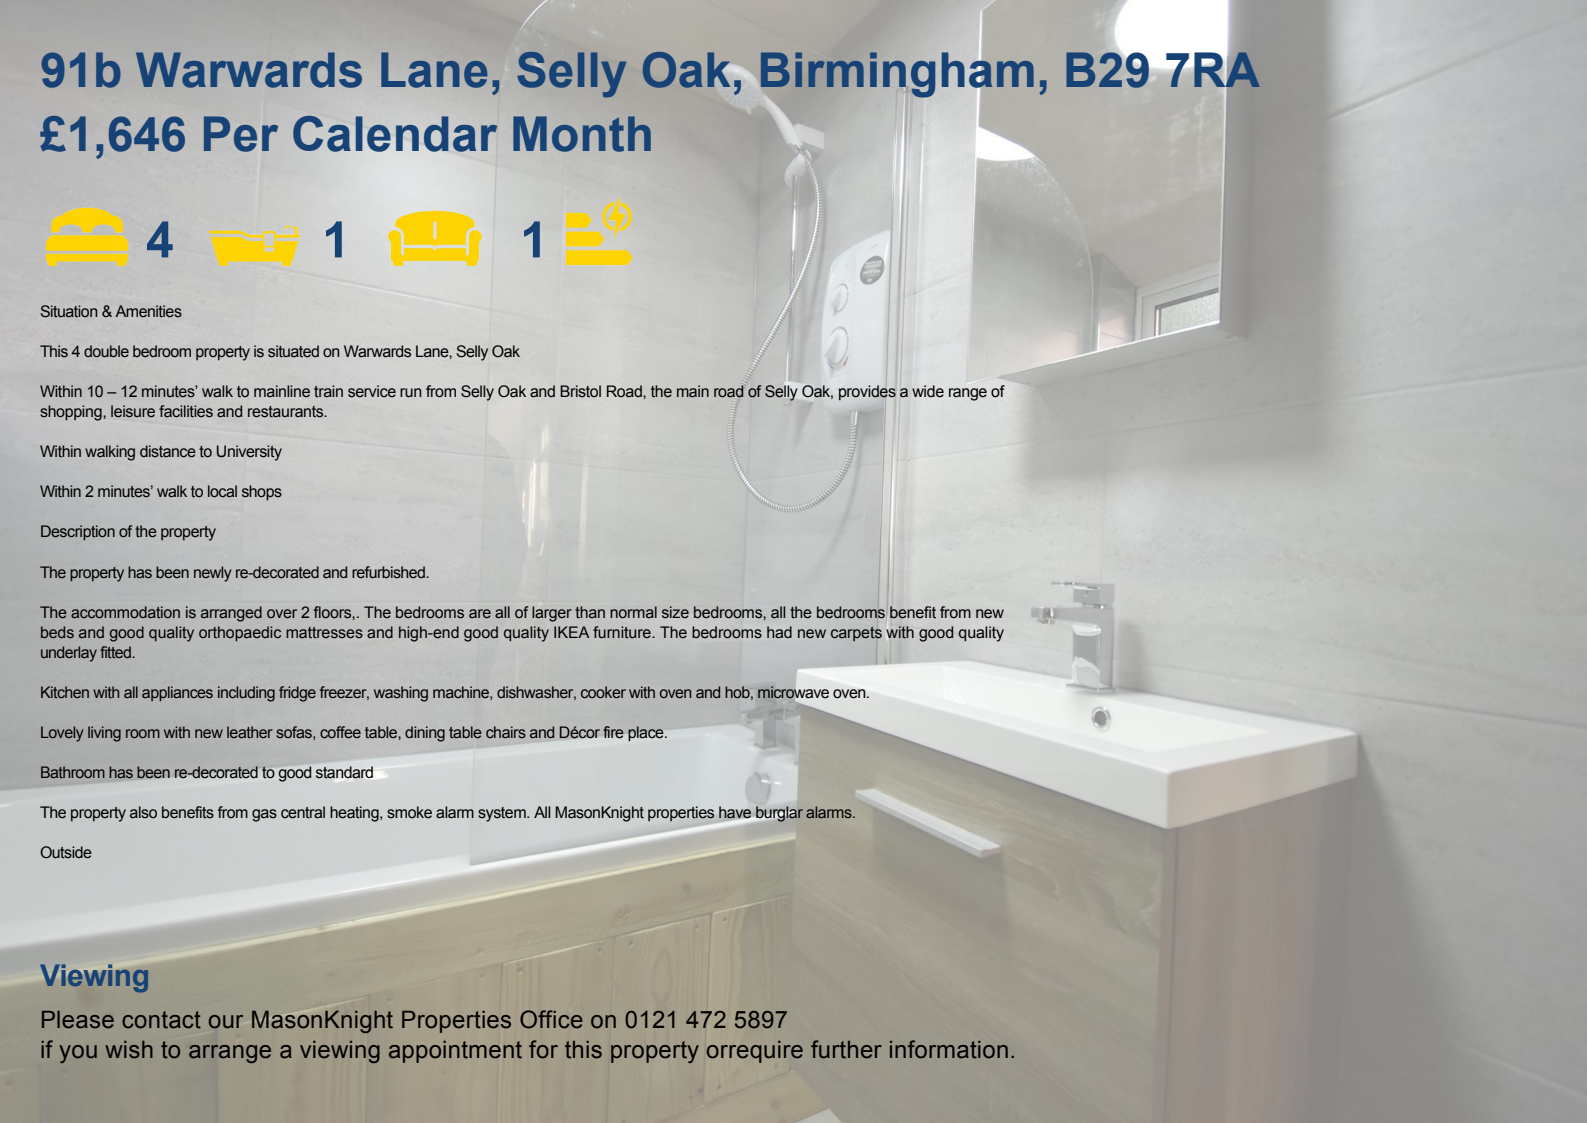 91b Warwards Lane, Selly Oak, Birmingham, B29 7RA
£1,646 Per Calendar Month
4 1 1
Situation & Amenities
This 4 double bedroom property is situated on Warwards Lane, Selly Oak
Within 10 – 12 minutes’ walk to mainline train service run from Selly Oak and Bristol Road, the main road of Selly Oak, provides a wide range of
shopping, leisure facilities and restaurants.
Within walking distance to University
Within 2 minutes’ walk to local shops
Description of the property
The property has been newly re-decorated and refurbished.
The accommodation is arranged over 2 floors,. The bedrooms are all of larger than normal size bedrooms, all the bedrooms benefit from new
beds and good quality orthopaedic mattresses and high-end good quality IKEA furniture. The bedrooms had new carpets with good quality
underlay fitted.
Kitchen with all appliances including fridge freezer, washing machine, dishwasher, cooker with oven and hob, microwave oven.
Lovely living room with new leather sofas, coffee table, dining table chairs and Décor fire place.
Bathroom has been re-decorated to good standard
The property also benefits from gas central heating, smoke alarm system. All MasonKnight properties have burglar alarms.
Outside
Viewing
Please contact our MasonKnight Properties Office on 0121 472 5897
if you wish to arrange a viewing appointment for this property orrequire further information.